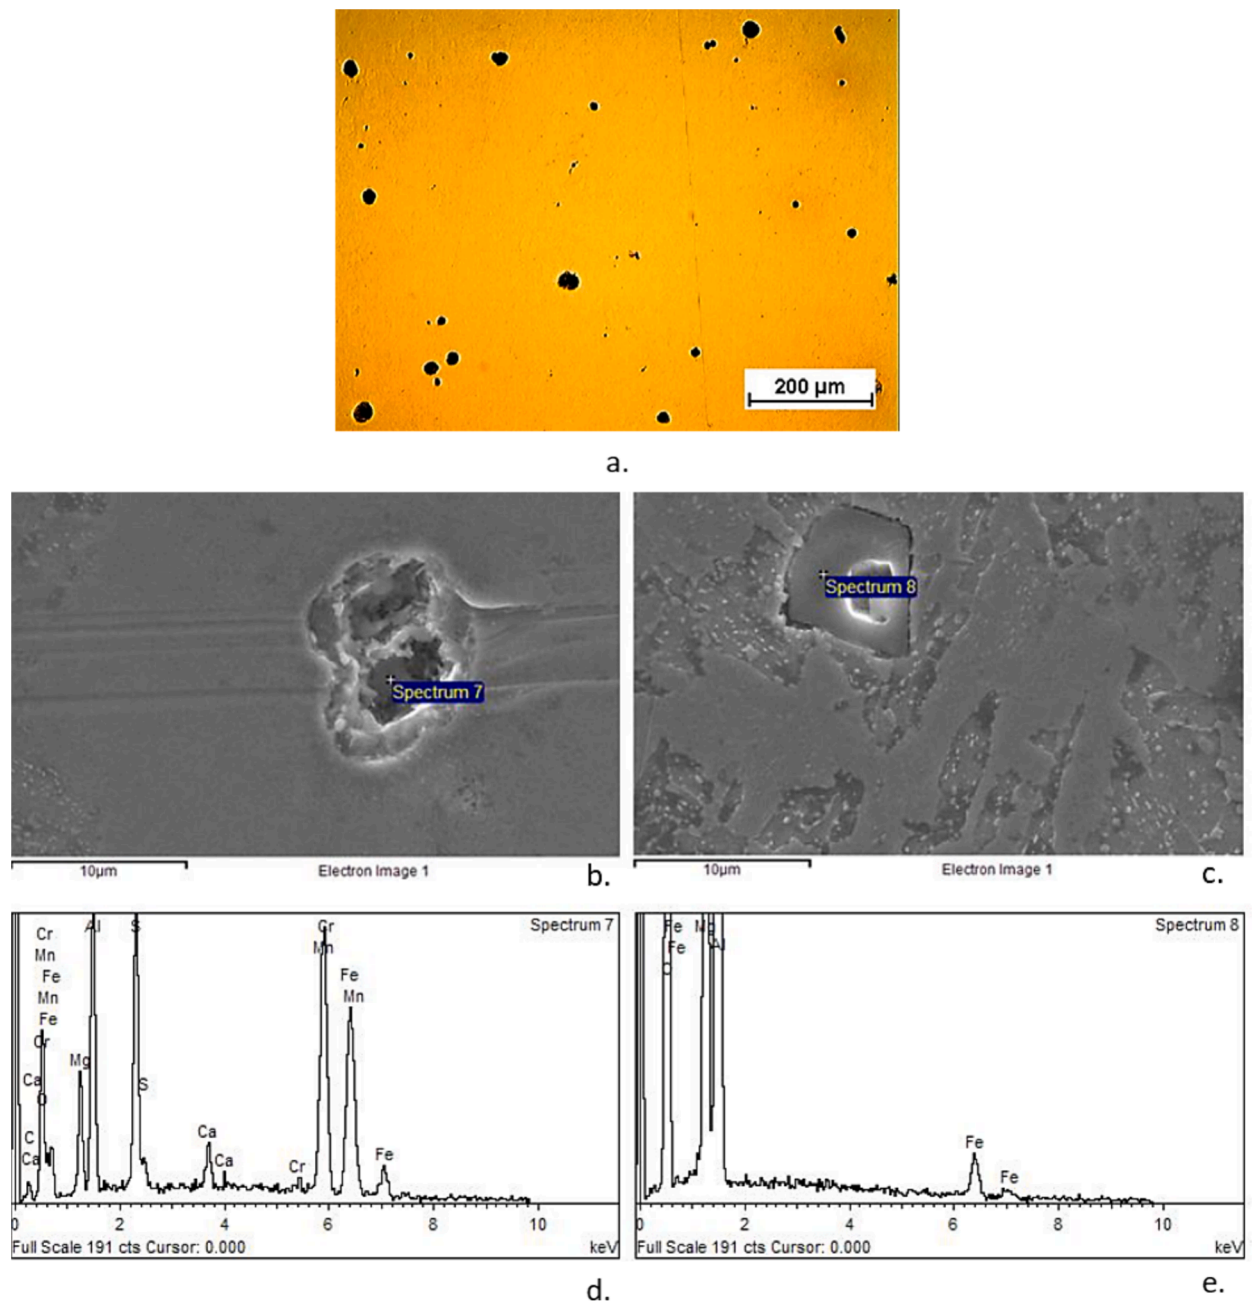 200 µm
a.
Spectrum 7
Spectrum 8
10µm
Electron Image 1
b.
10µm
Electron Image 1
c.
Spectrum 7
Cr
Mn
Fe
Mn
Fe
Cr
Ca
O
C
Ca
Mg
Al
S
S
Ca
Ca
Cr
Cr
Mn
Fe
Mn
Fe
0 2 4 6 8 10
Full Scale 191 cts Cursor: 0.000 keV
d.
Spectrum 8
Fe
Fe
O
Mg
Al
Fe
Fe
0 2 4 6 8 10
Full Scale 191 cts Cursor: 0.000 keV
e.